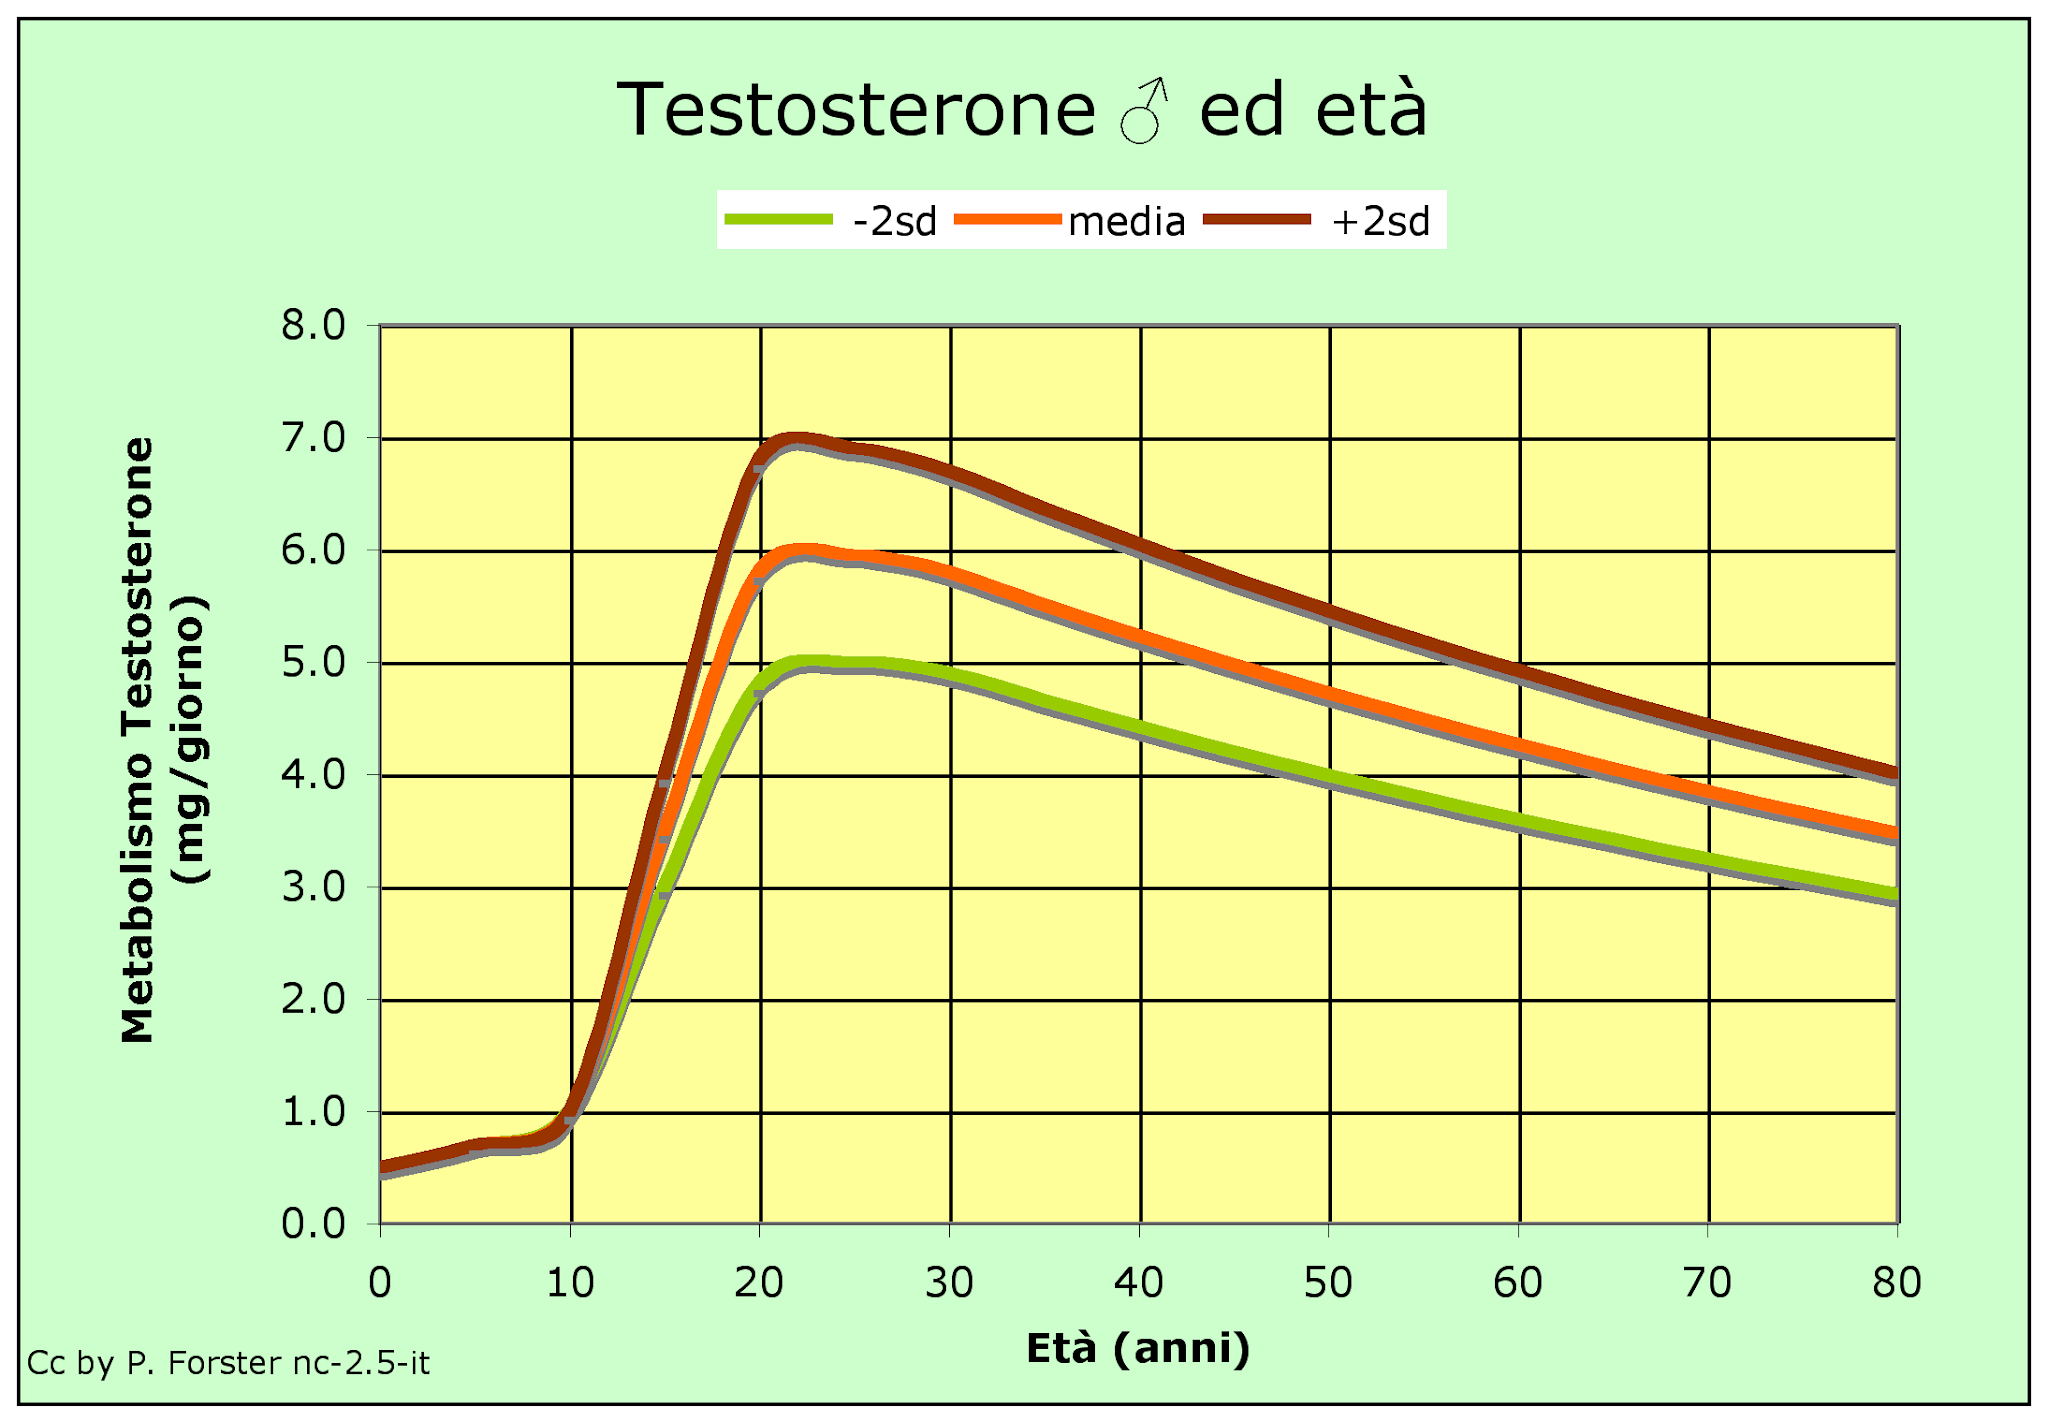 Testosterone ♂ ed età
-2sd media +2sd
Metabolismo Testosterone
(mg/giorno)
8.0
7.0
6.0
5.0
4.0
3.0
2.0
1.0
0.0
0 10 20 30 40 50 60 70 80
Età (anni)
Cc by P. Forster nc-2.5-it